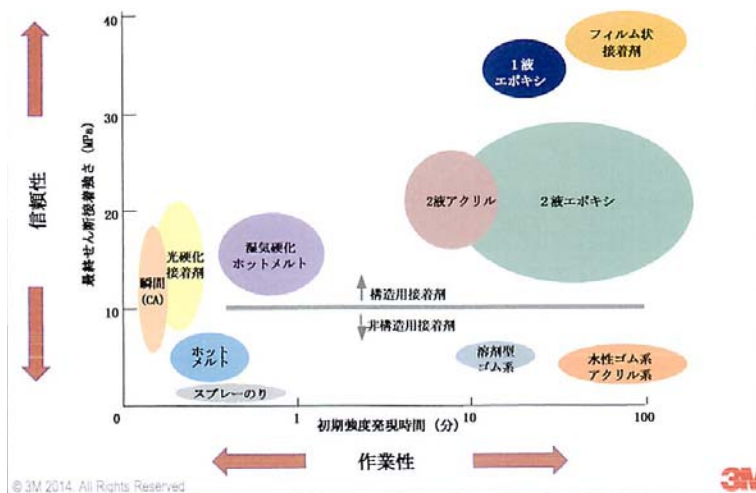 信頼性
最終せん断接着強さ (MPa)
40
30
20
10
0
1
10
100
初期強度発現時間 (分)
作業性
フィルム状
接着剤
1液
エポキシ
2液アクリル
2液エポキシ
湿気硬化
ホットメルト
光硬化
接着剤
瞬間
(CA)
構造用接着剤
非構造用接着剤
ホット
メルト
スプレーのり
溶剤型
ゴム系
水性ゴム系
アクリル系
© 3M 2014. All Rights Reserved
3M